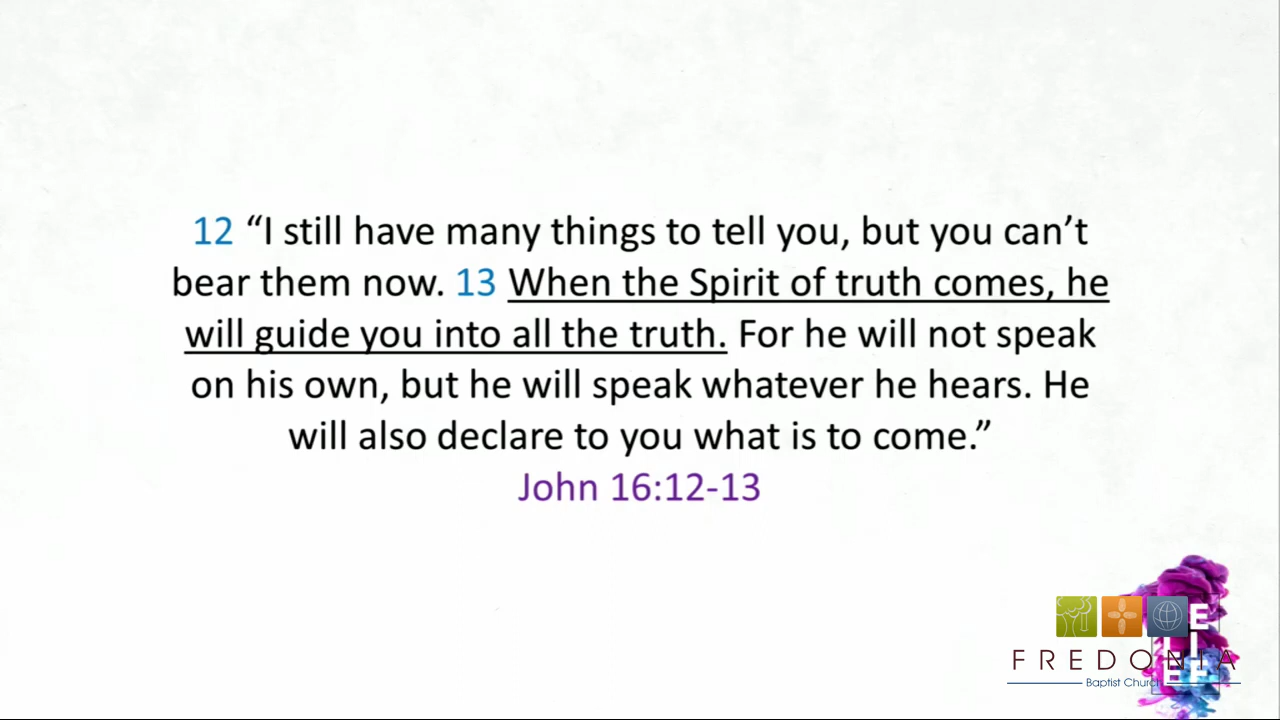 12 “I still have many things to tell you, but you can’t
bear them now. 13 When the Spirit of truth comes, he
will guide you into all the truth. For he will not speak
on his own, but he will speak whatever he hears. He
will also declare to you what is to come.”
John 16:12-13
FREDONIA
Baptist Church